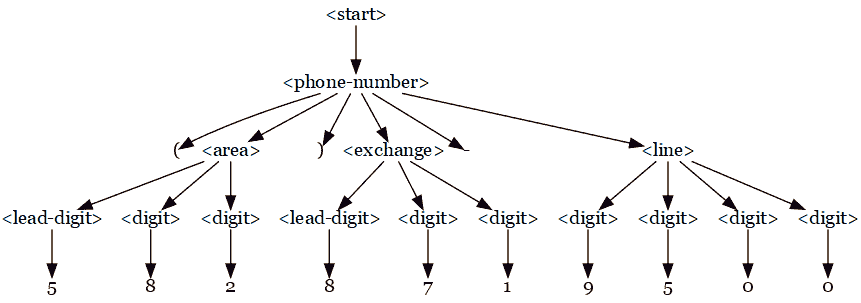 <start>
<phone-number>
( <area> ) <exchange> - <line>
<lead-digit> <digit> <digit> <lead-digit> <digit> <digit> <digit> <digit> <digit> <digit>
5 8 2 8 7 1 9 5 0 0